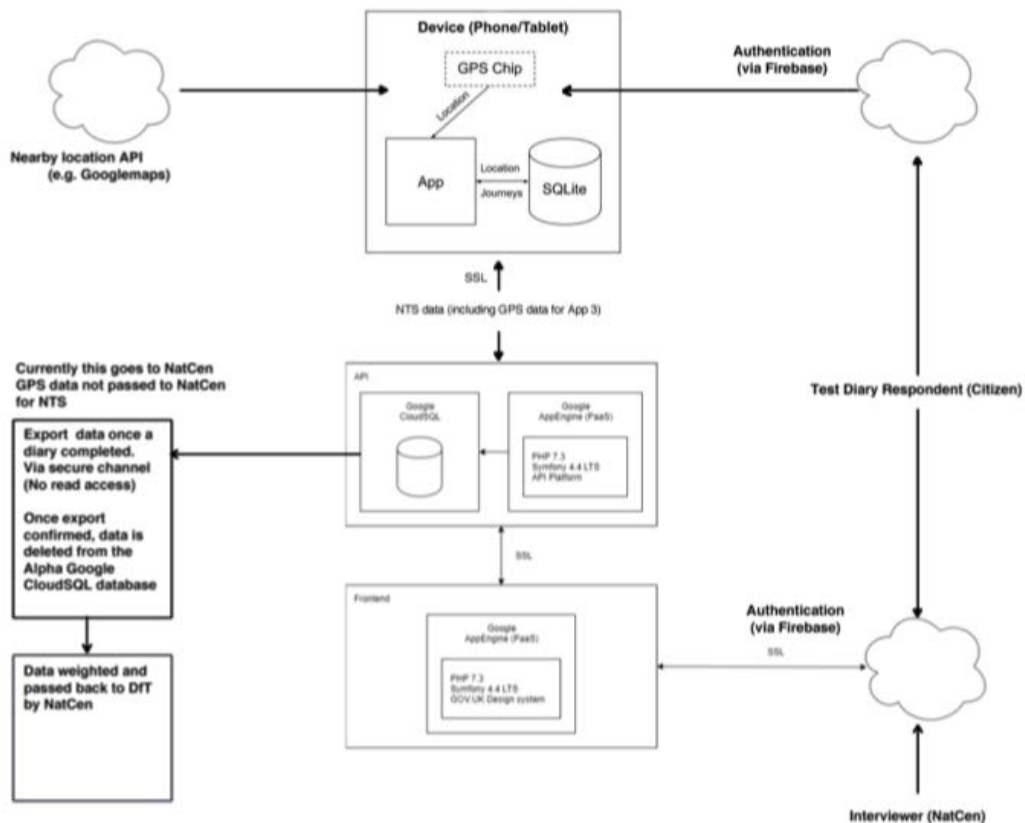 Device (Phone/Tablet)
GPS Chip
Location
App
Location
Journeys
SQLite
Nearby location API
(e.g. Googlemaps)
Authentication
(via Firebase)
SSL
NTS data (including GPS data for App 3)
Currently this goes to NatCen
GPS data not passed to NatCen
for NTS
Export data once a
diary completed.
Via secure channel
(No read access)
Once export
confirmed, data is
deleted from the
Alpha Google
CloudSQL database
Data weighted and
passed back to DfT
by NatCen
API
Google
CloudSQL
Google
AppEngine (PaaS)
PHP 7.3
Symfony 4.4 LTS
API Platform
SSL
Frontend
Google
AppEngine (PaaS)
PHP 7.3
Symfony 4.4 LTS
GOV.UK Design system
Test Diary Respondent (Citizen)
Authentication
(via Firebase)
SSL
Interviewer (NatCen)